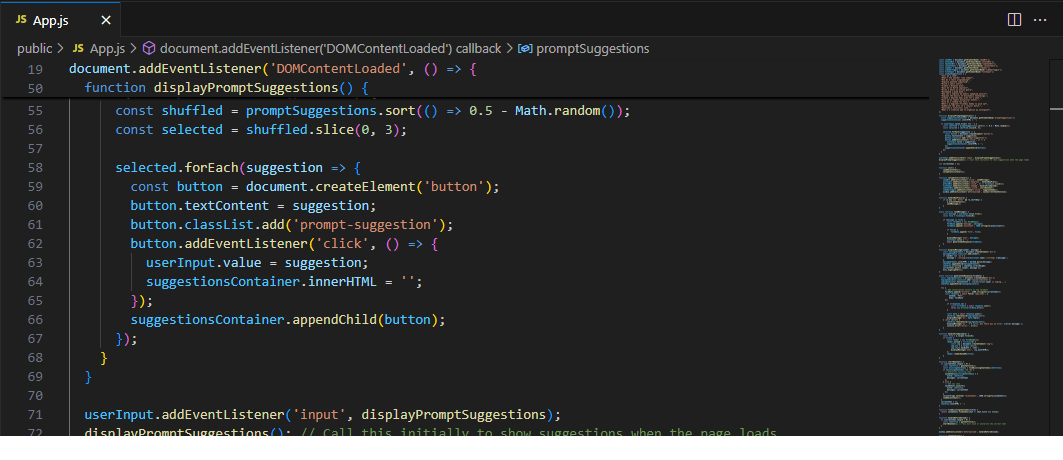 JS App.js ×
public > JS App.js > document.addEventListener('DOMContentLoaded') callback > promptSuggestions
19 document.addEventListener('DOMContentLoaded', () => {
50 function displayPromptSuggestions() {
55 const shuffled = promptSuggestions.sort(() => 0.5 - Math.random());
56 const selected = shuffled.slice(0, 3);
57
58 selected.forEach(suggestion => {
59 const button = document.createElement('button');
60 button.textContent = suggestion;
61 button.classList.add('prompt-suggestion');
62 button.addEventListener('click', () => {
63 userInput.value = suggestion;
64 suggestionsContainer.innerHTML = '';
65 });
66 suggestionsContainer.appendChild(button);
67 });
68 }
69 }
70
71 userInput.addEventListener('input', displayPromptSuggestions);
72 displayPromptSuggestions(); // Call this initially to show suggestions when the page loads